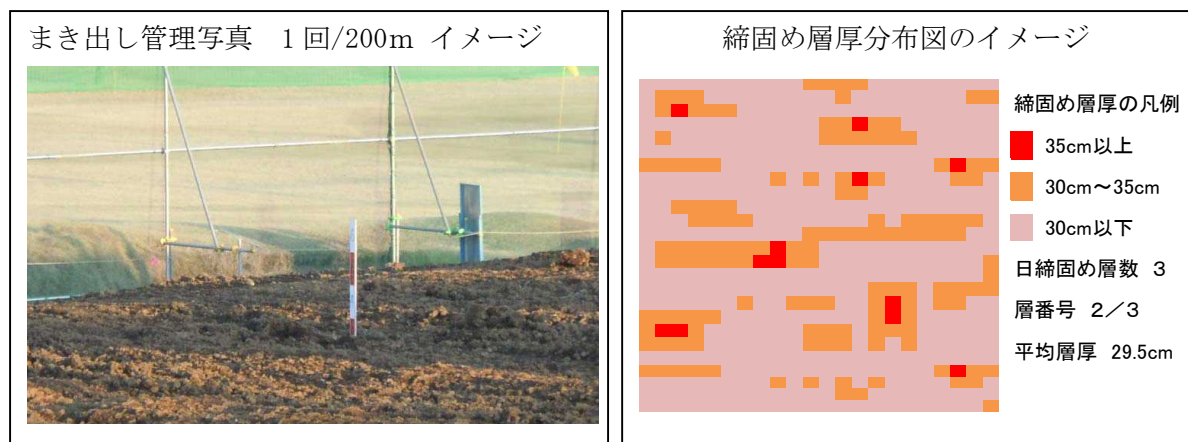 まき出し管理写真　1回/200m イメージ
締固め層厚分布図のイメージ
締固め層厚の凡例
35cm以上
30cm～35cm
30cm以下
日締固め層数　3
層番号　2／3
平均層厚　29.5cm